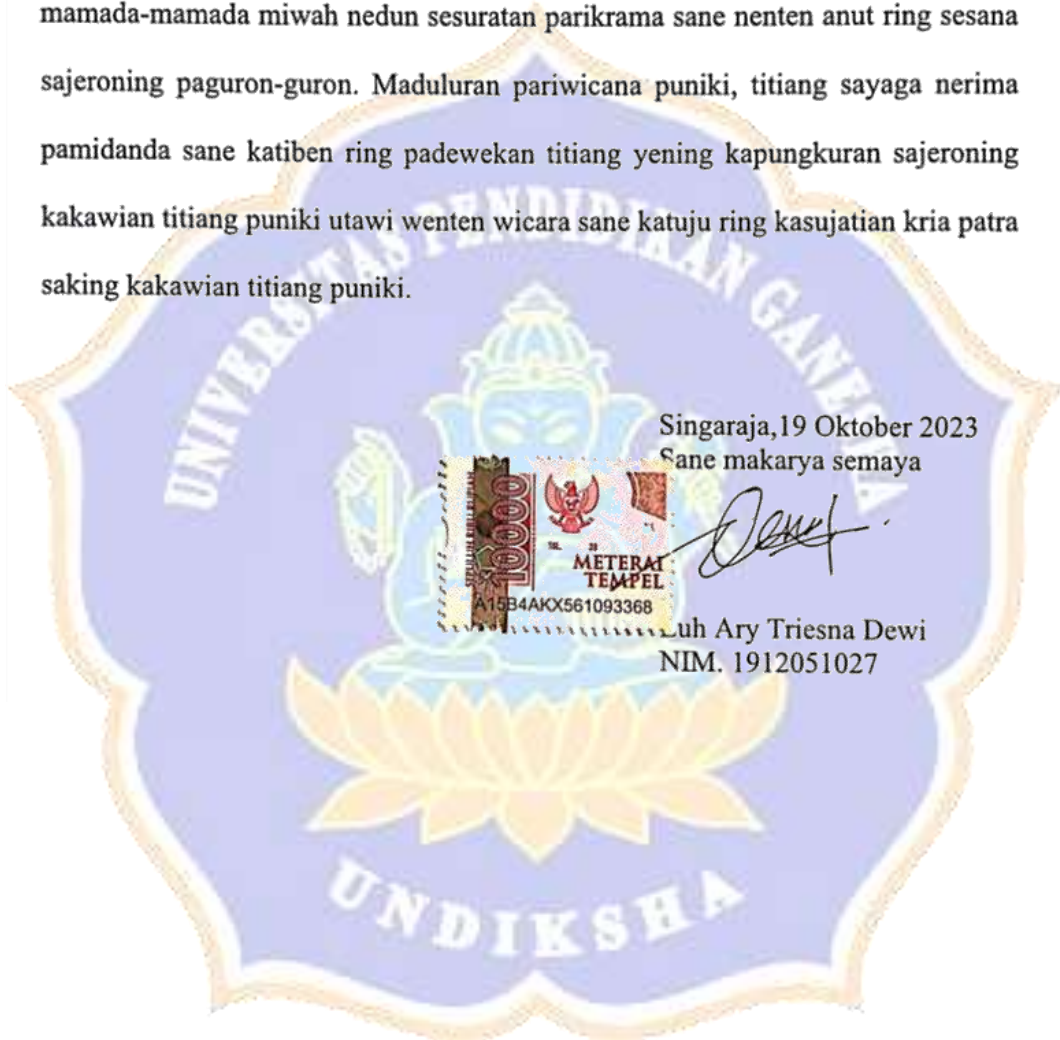 mamada-mamada miwah nedun sesuratan parikrama sane nenten anut ring sesana
sajeroning paguron-guron. Maduluran pariwicana puniki, titiang sayaga nerima
pamidanda sane katiben ring padewekan titiang yening kapungkuran sajeroning
kakawian titiang puniki utawi wenten wicara sane katuju ring kasujatian kria patra
saking kakawian titiang puniki.
UNIVERSITAS PENDIDIKAN GANESHA
Singaraja,19 Oktober 2023
Sane makarya semaya
10000
METERAI
TEMPEL
A15B4AKX561093368
Luh Ary Triesna Dewi
NIM. 1912051027
UNDIKSHA